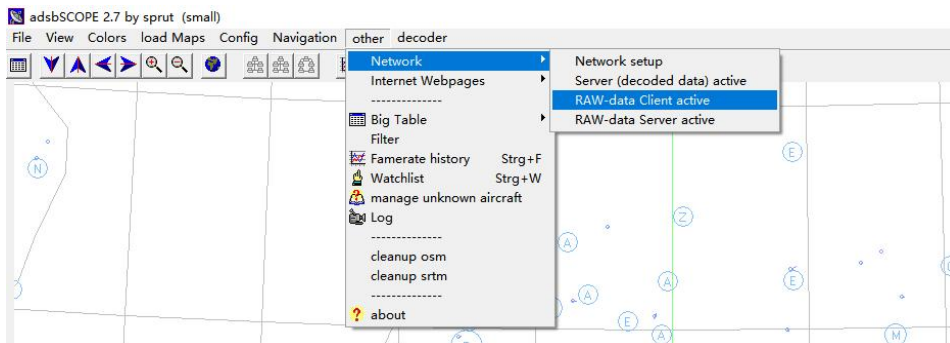 adsbSCOPE 2.7 by sprut (small)
File View Colors load Maps Config Navigation other decoder
Network
Internet Webpages
--------------
Big Table
Filter
Famerate history Strg+F
Watchlist Strg+W
manage unknown aircraft
Log
--------------
cleanup osm
cleanup srtm
--------------
? about
Network setup
Server (decoded data) active
RAW-data Client active
RAW-data Server active
N
E
Z
A
A
E
A
E
A
M